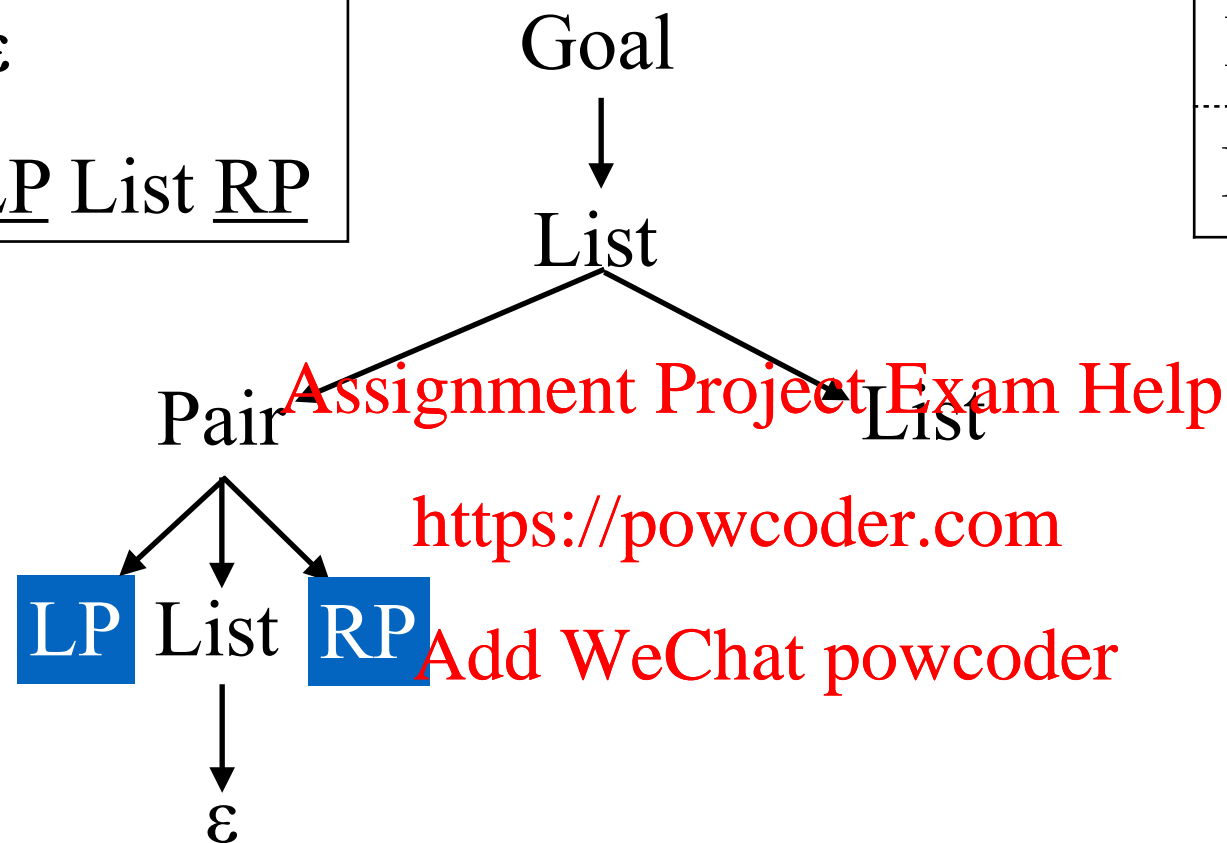 ε
Goal
LP List RP
List
Assignment Project Exam Help
Pair
List
https://powcoder.com
LP List RP
Add WeChat powcoder
ε